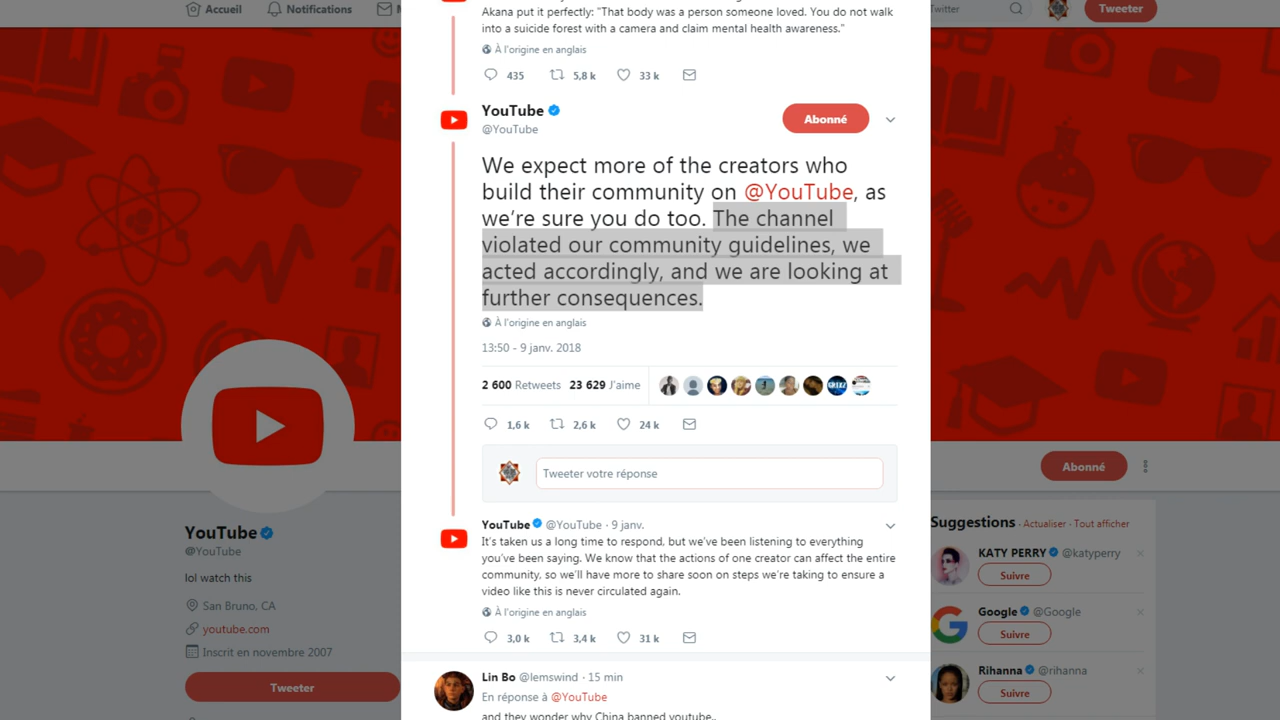 Accueil
Notifications
M
Twitter
Tweeter
Akana put it perfectly: "That body was a person someone loved. You do not walk
into a suicide forest with a camera and claim mental health awareness."
À l'origine en anglais
435 5,8 k 33 k
YouTube
@YouTube
Abonné
We expect more of the creators who
build their community on @YouTube, as
we're sure you do too. The channel
violated our community guidelines, we
acted accordingly, and we are looking at
further consequences.
À l'origine en anglais
13:50 - 9 janv. 2018
2 600 Retweets 23 629 J'aime
GREEZ
1,6 k 2,6 k 24 k
Tweeter votre réponse
YouTube @YouTube · 9 janv.
It's taken us a long time to respond, but we've been listening to everything
you've been saying. We know that the actions of one creator can affect the entire
community, so we'll have more to share soon on steps we're taking to ensure a
video like this is never circulated again.
À l'origine en anglais
3,0 k 3,4 k 31 k
Lin Bo @lemswind · 15 min
En réponse à @YouTube
and they wonder why China banned youtube..
YouTube
@YouTube
lol watch this
San Bruno, CA
youtube.com
Inscrit en novembre 2007
Tweeter
Abonné
Suggestions · Actualiser · Tout afficher
KATY PERRY @katyperry
Suivre
Google @Google
Suivre
Rihanna @rihanna
Suivre